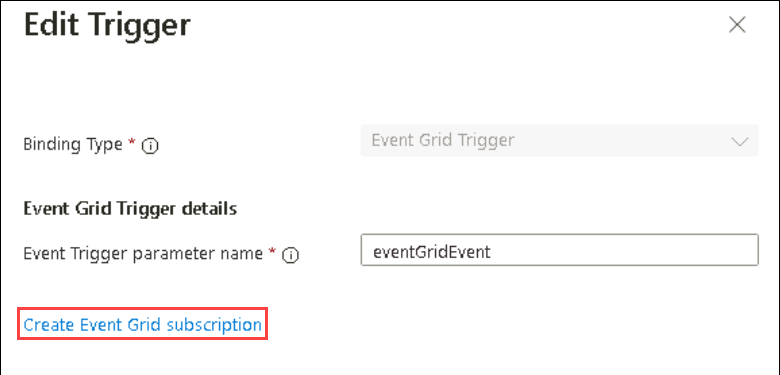 Edit Trigger
Binding Type *
Event Grid Trigger
Event Grid Trigger details
Event Trigger parameter name *
eventGridEvent
Create Event Grid subscription